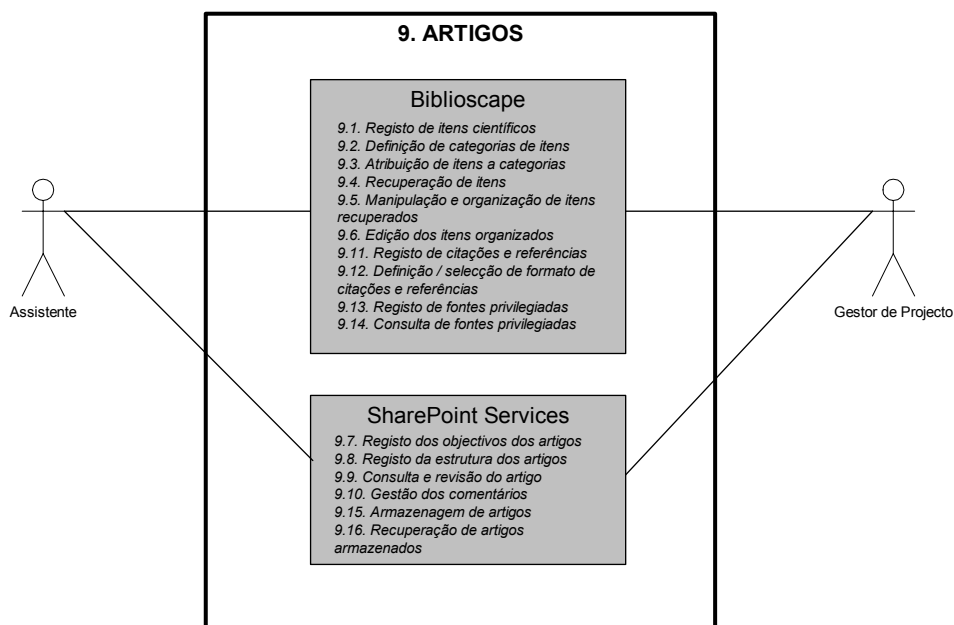 9. ARTIGOS
Biblioscape
9.1. Registo de itens científicos
9.2. Definição de categorias de itens
9.3. Atribuição de itens a categorias
9.4. Recuperação de itens
9.5. Manipulação e organização de itens
recuperados
9.6. Edição dos itens organizados
9.11. Registo de citações e referências
9.12. Definição / selecção de formato de
citações e referências
9.13. Registo de fontes privilegiadas
9.14. Consulta de fontes privilegiadas
Assistente
Gestor de Projecto
SharePoint Services
9.7. Registo dos objectivos dos artigos
9.8. Registo da estrutura dos artigos
9.9. Consulta e revisão do artigo
9.10. Gestão dos comentários
9.15. Armazenagem de artigos
9.16. Recuperação de artigos
armazenados